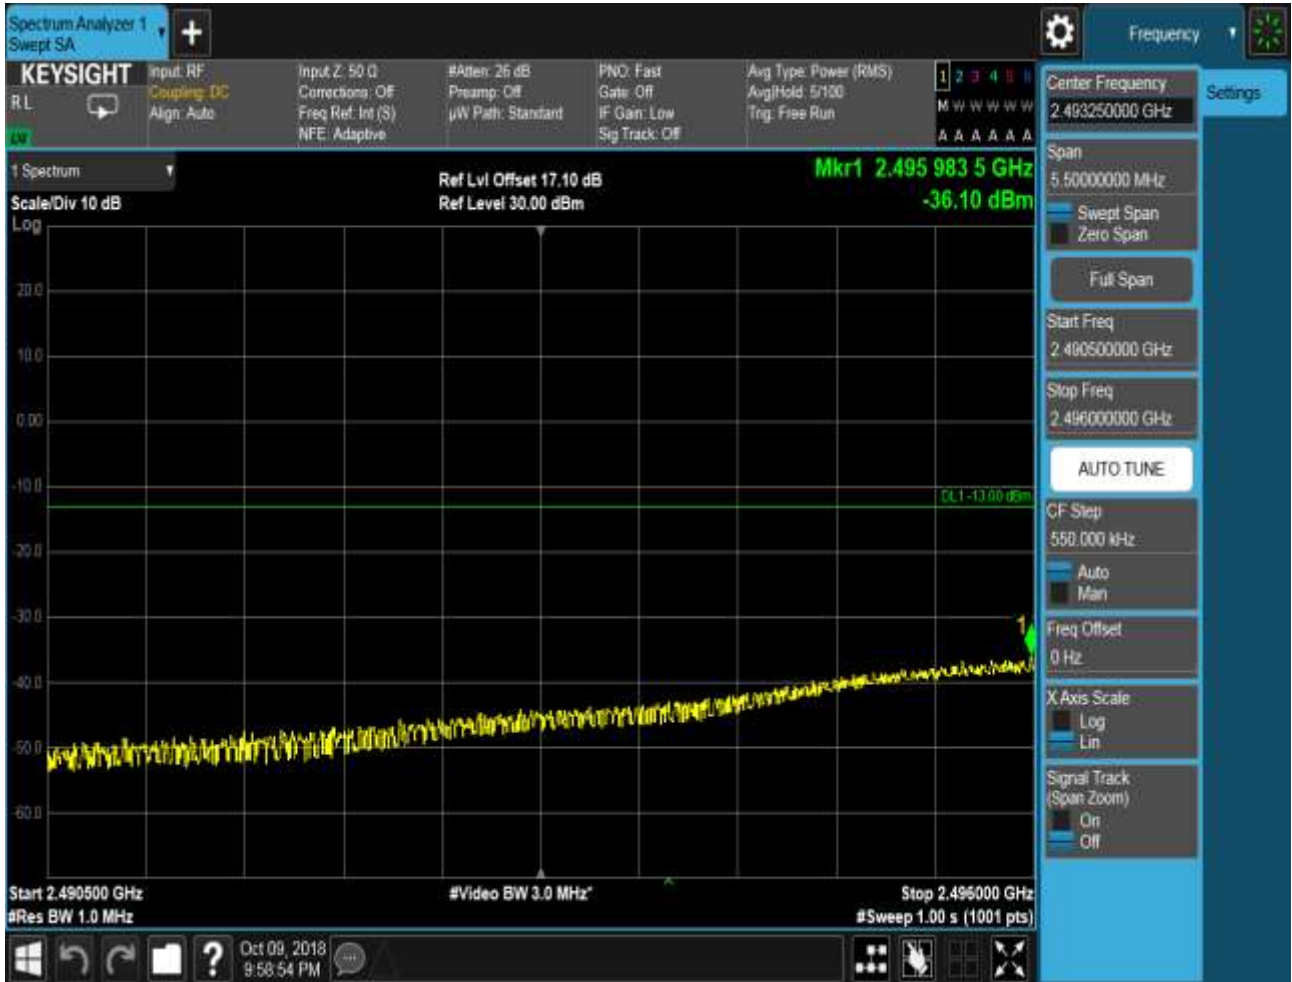 Spectrum Analyzer 1
Swept SA
Frequency
KEYSIGHT
R L
Input: RF
Coupling: DC
Align: Auto
Input Z: 50 Ω
Corrections: Off
Freq Ref: Int (S)
NFE: Adaptive
#Atten: 26 dB
Preamp: Off
µW Path: Standard
PNO: Fast
Gate: Off
IF Gain: Low
Sig Track: Off
Avg Type: Power (RMS)
Avg|Hold: 5/100
Trig: Free Run
1 2 3 4 5 6
M W W W W W
A A A A A A
Center Frequency
2.493250000 GHz
Settings
1 Spectrum
Ref Lvl Offset 17.10 dB
Mkr1 2.495 983 5 GHz
Scale/Div 10 dB
Ref Level 30.00 dBm
-36.10 dBm
Log
20.0
10.0
0.00
-10.0
DL1 -13.00 dBm
-20.0
-30.0
1
-40.0
-50.0
-60.0
Start 2.490500 GHz
#Video BW 3.0 MHz*
Stop 2.496000 GHz
#Res BW 1.0 MHz
#Sweep 1.00 s (1001 pts)
Span
5.50000000 MHz
Swept Span
Zero Span
Full Span
Start Freq
2.490500000 GHz
Stop Freq
2.496000000 GHz
AUTO TUNE
CF Step
550.000 kHz
Auto
Man
Freq Offset
0 Hz
X Axis Scale
Log
Lin
Signal Track
(Span Zoom)
On
Off
?
Oct 09, 2018
9:58:54 PM